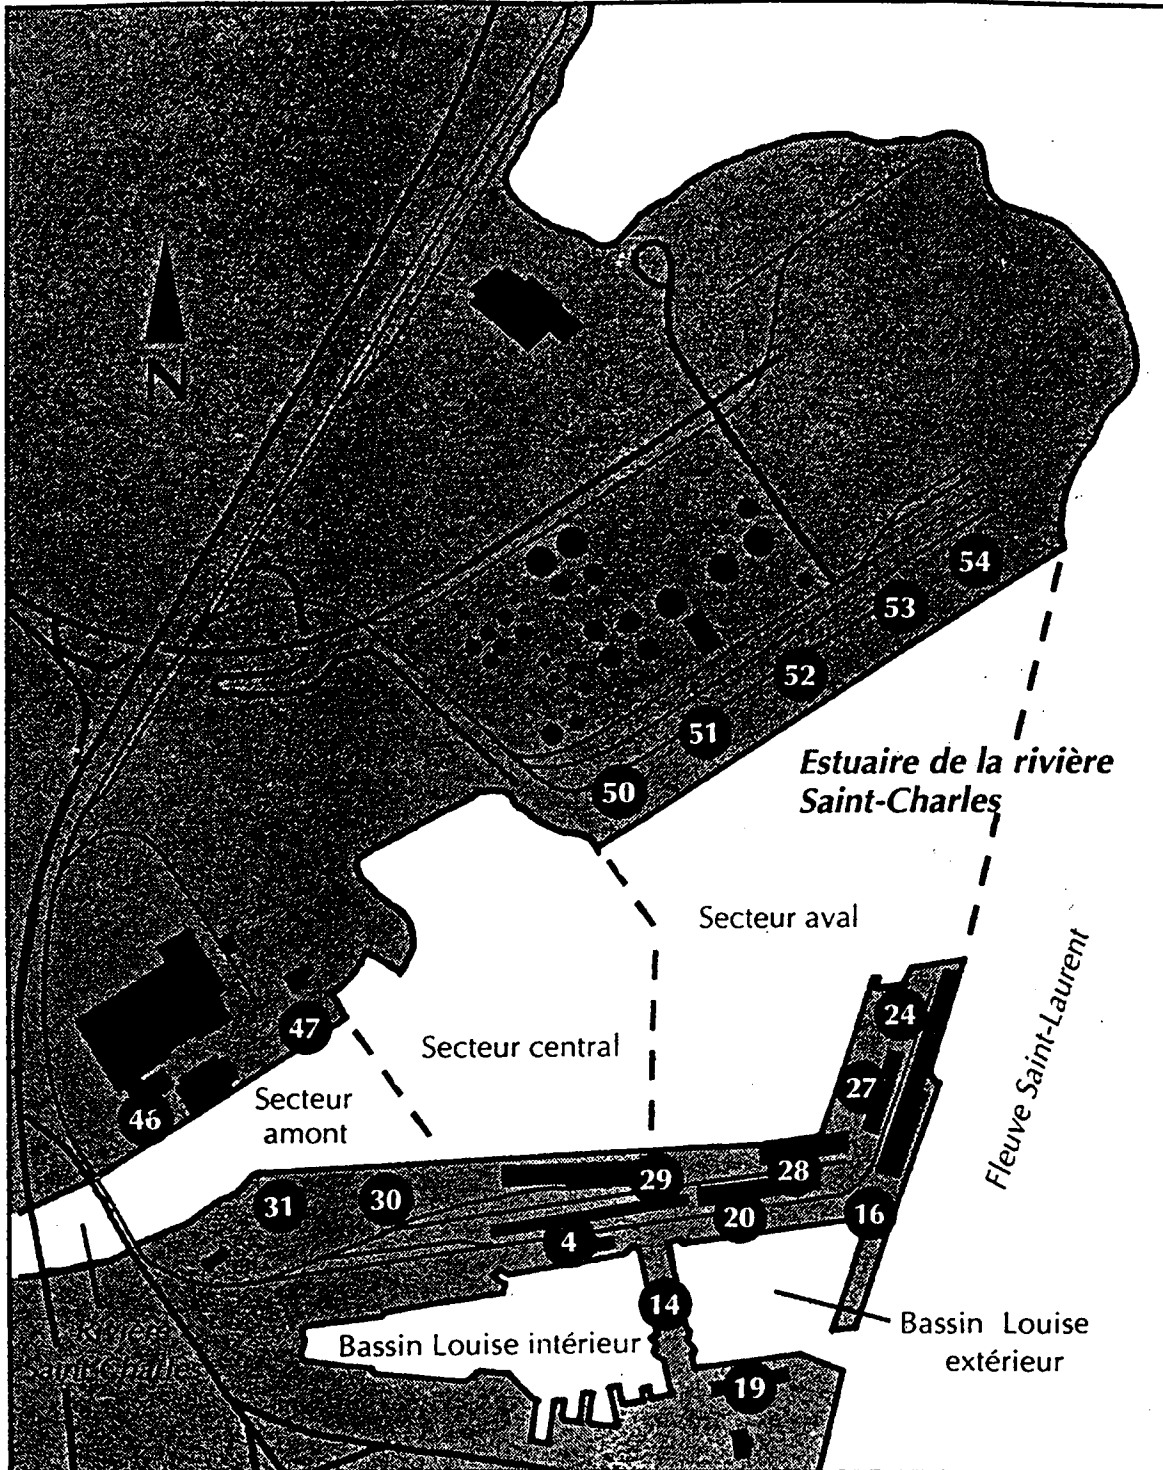 N
54
53
52
51
50
Estuaire de la rivière
Saint-Charles
Secteur aval
Fleuve Saint-Laurent
24
47
Secteur central
27
46
Secteur
amont
29
28
31
30
20
16
4
14
Bassin Louise
extérieur
Bassin Louise intérieur
19